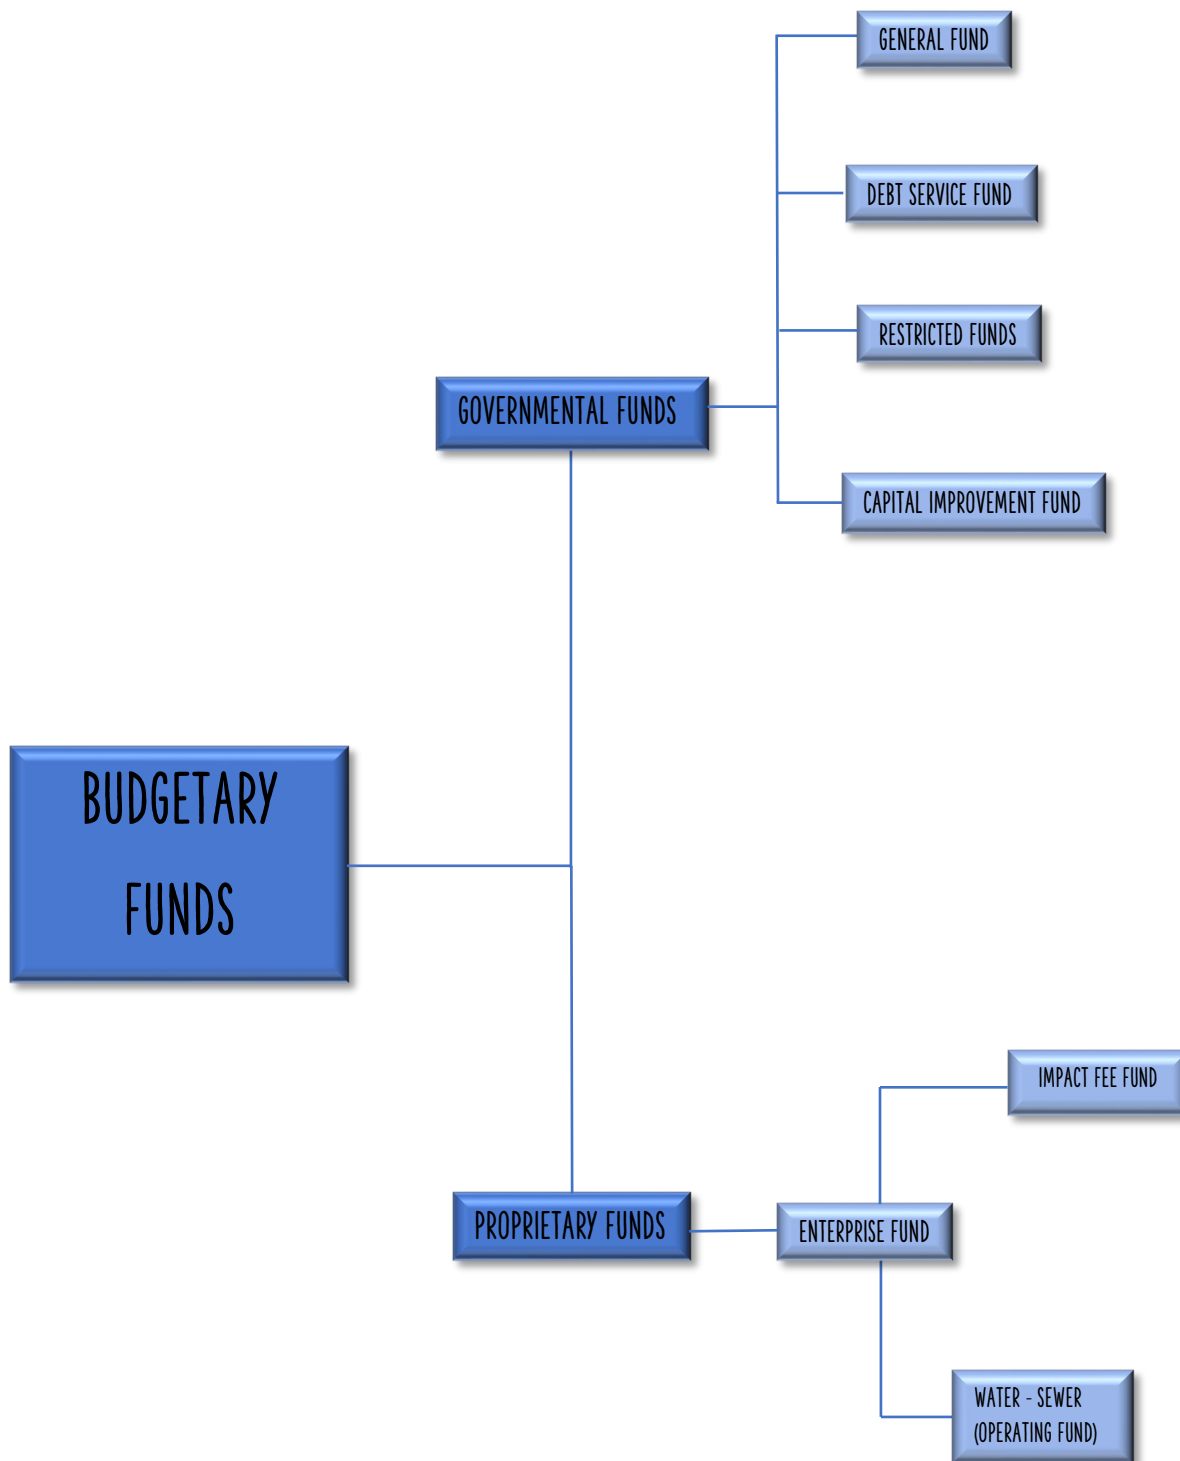 GENERAL FUND
DEBT SERVICE FUND
RESTRICTED FUNDS
GOVERNMENTAL FUNDS
CAPITAL IMPROVEMENT FUND
BUDGETARY
FUNDS
IMPACT FEE FUND
PROPRIETARY FUNDS
ENTERPRISE FUND
WATER - SEWER
(OPERATING FUND)